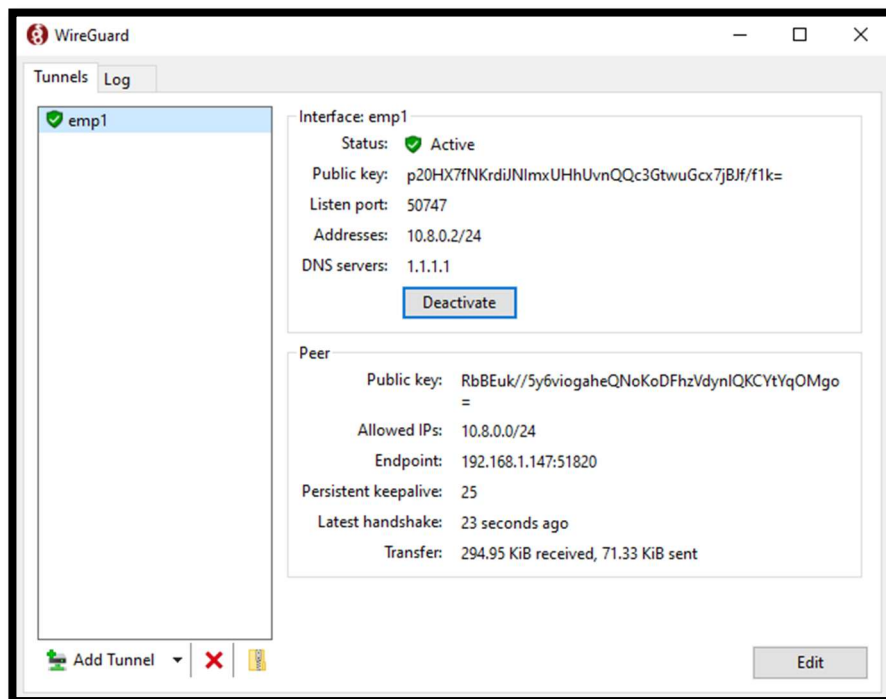 WireGuard
Tunnels Log
emp1
Interface: emp1
Status: Active
Public key: p20HX7fNKrdiJNlmxUHhUvnQQc3GtwuGcx7jBJf/f1k=
Listen port: 50747
Addresses: 10.8.0.2/24
DNS servers: 1.1.1.1
Deactivate
Peer
Public key: RbBEuk//5y6viogaheQNoKoDFhzVdynlQKCYtYqOMgo
=
Allowed IPs: 10.8.0.0/24
Endpoint: 192.168.1.147:51820
Persistent keepalive: 25
Latest handshake: 23 seconds ago
Transfer: 294.95 KiB received, 71.33 KiB sent
Add Tunnel
Edit